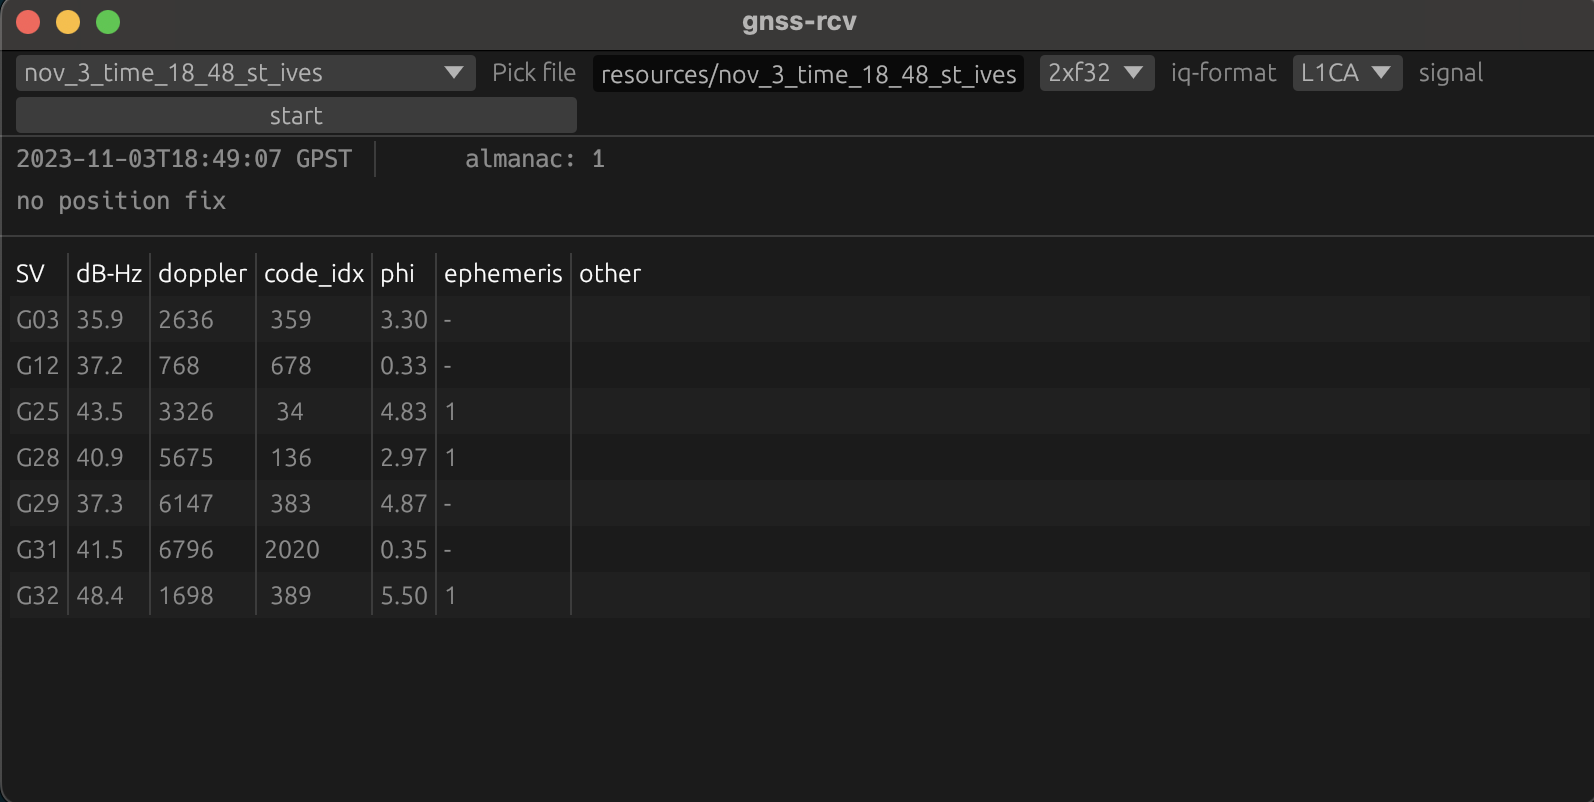 gnss-rcv
nov_3_time_18_48_st_ives Pick file resources/nov_3_time_18_48_st_ives 2xf32 iq-format L1CA signal
start
2023-11-03T18:49:07 GPST almanac: 1
no position fix
SV dB-Hz doppler code_idx phi ephemeris other
G03 35.9 2636 359 3.30 -
G12 37.2 768 678 0.33 -
G25 43.5 3326 34 4.83 1
G28 40.9 5675 136 2.97 1
G29 37.3 6147 383 4.87 -
G31 41.5 6796 2020 0.35 -
G32 48.4 1698 389 5.50 1